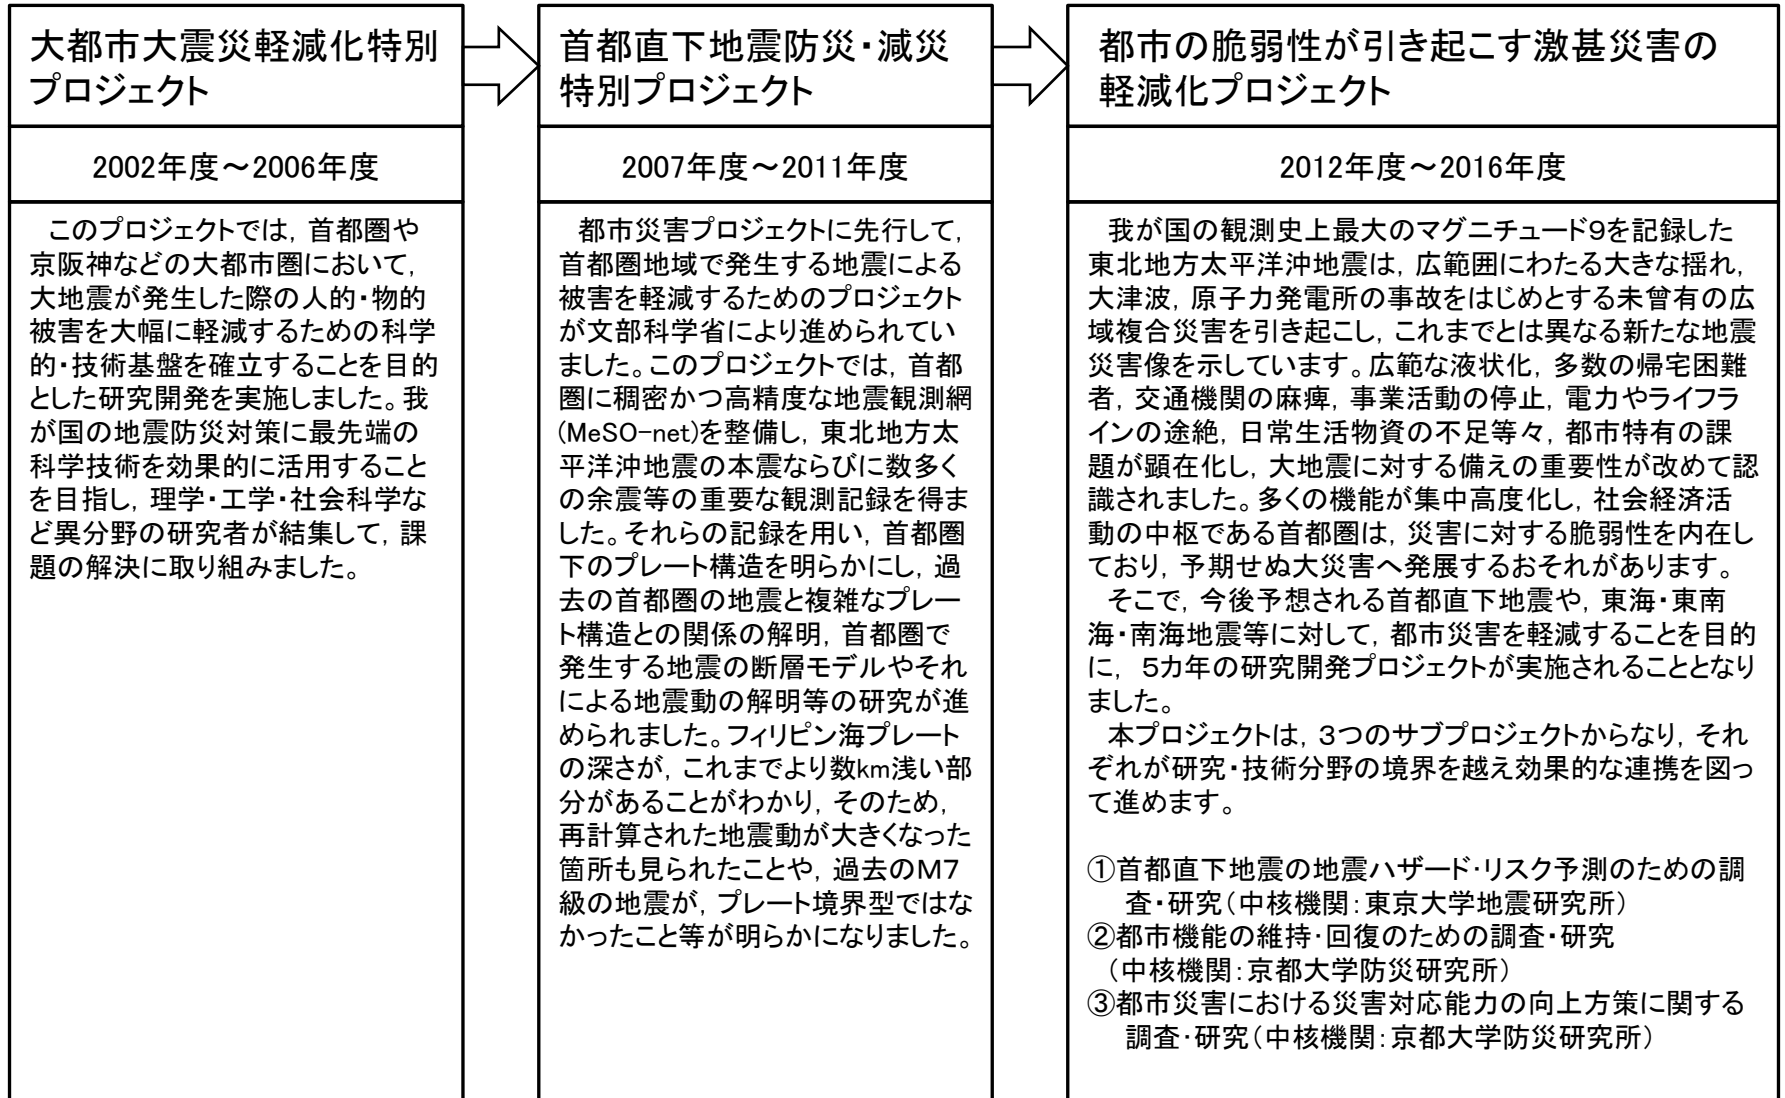 大都市大震災軽減化特別
プロジェクト
2002年度～2006年度
このプロジェクトでは，首都圏や
京阪神などの大都市圏において，
大地震が発生した際の人的・物的
被害を大幅に軽減するための科学
的・技術基盤を確立することを目的
とした研究開発を実施しました。我
が国の地震防災対策に最先端の
科学技術を効果的に活用すること
を目指し，理学・工学・社会科学な
ど異分野の研究者が結集して，課
題の解決に取り組みました。
首都直下地震防災・減災
特別プロジェクト
2007年度～2011年度
都市災害プロジェクトに先行して，
首都圏地域で発生する地震による
被害を軽減するためのプロジェクト
が文部科学省により進められてい
ました。このプロジェクトでは，首都
圏に稠密かつ高精度な地震観測網
(MeSO-net)を整備し，東北地方太
平洋沖地震の本震ならびに数多く
の余震等の重要な観測記録を得ま
した。それらの記録を用い，首都圏
下のプレート構造を明らかにし，過
去の首都圏の地震と複雑なプレー
ト構造との関係の解明，首都圏で
発生する地震の断層モデルやそれ
による地震動の解明等の研究が進
められました。フィリピン海プレート
の深さが，これまでより数km浅い部
分があることがわかり，そのため，
再計算された地震動が大きくなった
箇所も見られたことや，過去のM7
級の地震が，プレート境界型ではな
かったこと等が明らかになりました。
都市の脆弱性が引き起こす激甚災害の
軽減化プロジェクト
2012年度～2016年度
我が国の観測史上最大のマグニチュード9を記録した
東北地方太平洋沖地震は，広範囲にわたる大きな揺れ，
大津波，原子力発電所の事故をはじめとする未曾有の広
域複合災害を引き起こし，これまでとは異なる新たな地震
災害像を示しています。広範な液状化，多数の帰宅困難
者，交通機関の麻痺，事業活動の停止，電力やライフラ
インの途絶，日常生活物資の不足等々，都市特有の課
題が顕在化し，大地震に対する備えの重要性が改めて認
識されました。多くの機能が集中高度化し，社会経済活
動の中枢である首都圏は，災害に対する脆弱性を内在し
ており，予期せぬ大災害へ発展するおそれがあります。
そこで，今後予想される首都直下地震や，東海・東南
海・南海地震等に対して，都市災害を軽減することを目的
に，５カ年の研究開発プロジェクトが実施されることとなり
ました。
本プロジェクトは，３つのサブプロジェクトからなり，それ
ぞれが研究・技術分野の境界を越え効果的な連携を図っ
て進めます。
①首都直下地震の地震ハザード・リスク予測のための調
査・研究（中核機関：東京大学地震研究所）
②都市機能の維持・回復のための調査・研究
（中核機関：京都大学防災研究所）
③都市災害における災害対応能力の向上方策に関する
調査・研究（中核機関：京都大学防災研究所）